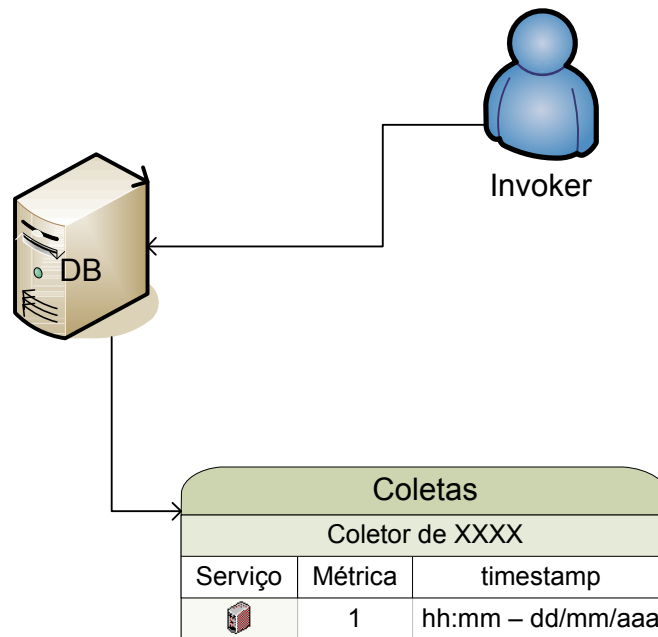 Invoker
DB
Coletas
Coletor de XXXX
Serviço Métrica timestamp
1 hh:mm – dd/mm/aaa